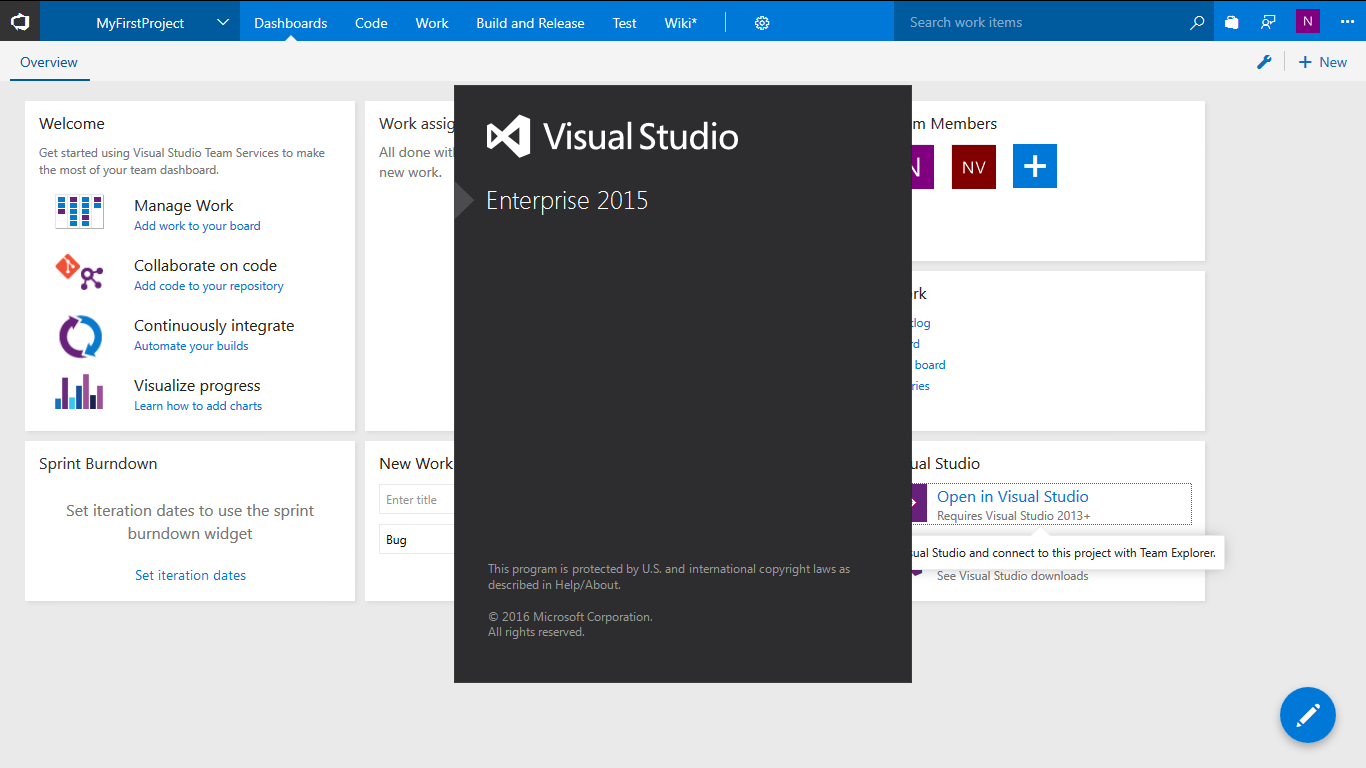 MyFirstProject
Dashboards
Code
Work
Build and Release
Test
Wiki*
Search work items
N
Overview
New
Welcome
Get started using Visual Studio Team Services to make
the most of your team dashboard.
Manage Work
Add work to your board
Collaborate on code
Add code to your repository
Continuously integrate
Automate your builds
Visualize progress
Learn how to add charts
Work assig
All done wit
new work.
Visual Studio
Enterprise 2015
This program is protected by U.S. and international copyright laws as
described in Help/About.
© 2016 Microsoft Corporation.
All rights reserved.
m Members
N
NV
rk
log
rd
board
ries
Sprint Burndown
Set iteration dates to use the sprint
burndown widget
Set iteration dates
New Work
Enter title
Bug
ual Studio
Open in Visual Studio
Requires Visual Studio 2013+
sual Studio and connect to this project with Team Explorer.
See Visual Studio downloads